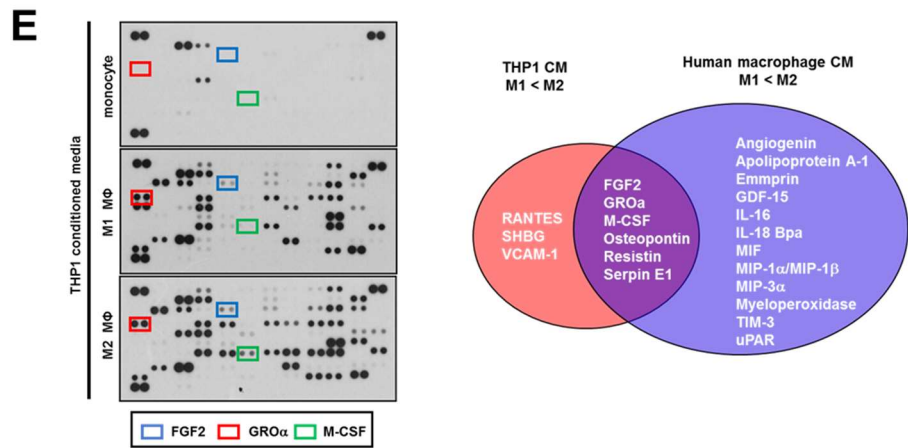 E
THP1 conditioned media
monocyte
M1 MΦ
M2 MΦ
FGF2 GROα M-CSF
THP1 CM
M1 < M2
Human macrophage CM
M1 < M2
RANTES
SHBG
VCAM-1
FGF2
GROa
M-CSF
Osteopontin
Resistin
Serpin E1
Angiogenin
Apolipoprotein A-1
Emmprin
GDF-15
IL-16
IL-18 Bpa
MIF
MIP-1α/MIP-1β
MIP-3α
Myeloperoxidase
TIM-3
uPAR